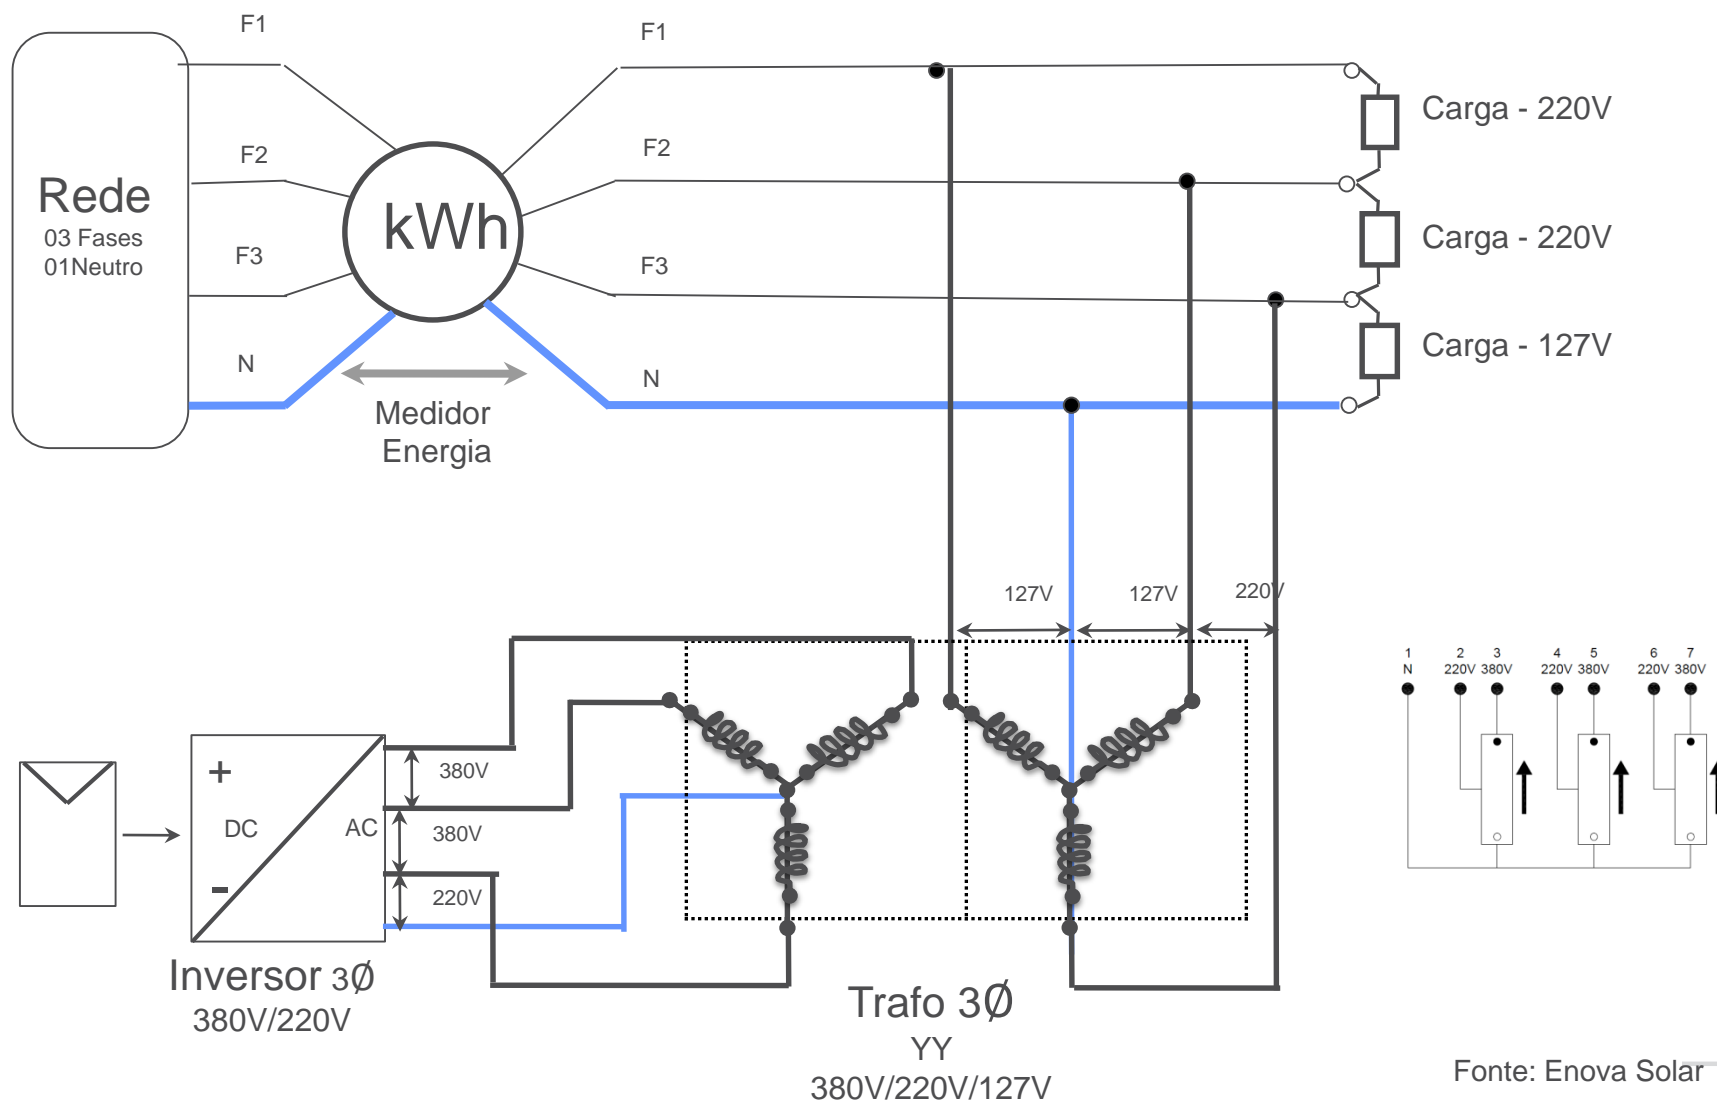 F1
F1
F2
F2
F3
F3
N
N
Rede
03 Fases
01Neutro
kWh
Medidor
Energia
Carga - 220V
Carga - 220V
Carga - 127V
127V
127V
220V
1
N
2
220V
3
380V
4
220V
5
380V
6
220V
7
380V
+
DC
-
AC
380V
380V
220V
Inversor 3Ø
380V/220V
Trafo 3Ø
YY
380V/220V/127V
Fonte: Enova Solar